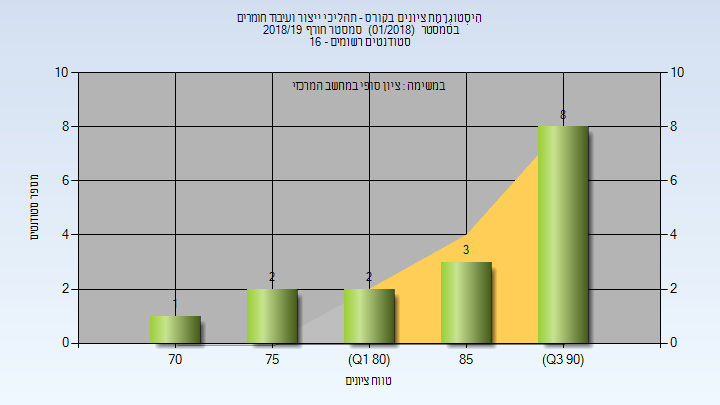 הִיסטוֹגרָמַת ציונים בקורס - תהליכי ייצור ועיבוד חומרים
בסמסטר (01/2018) סמסטר חורף 2018/19
סטודנטים רשומים - 16
במשימה : ציון סופי במחשב המרכזי
10 10
8 8
6 6
4 4
2 2
0 0
1 2 2 3 8
70 75 (Q1 80) 85 (Q3 90)
מספר סטודנטים
טווח ציונים